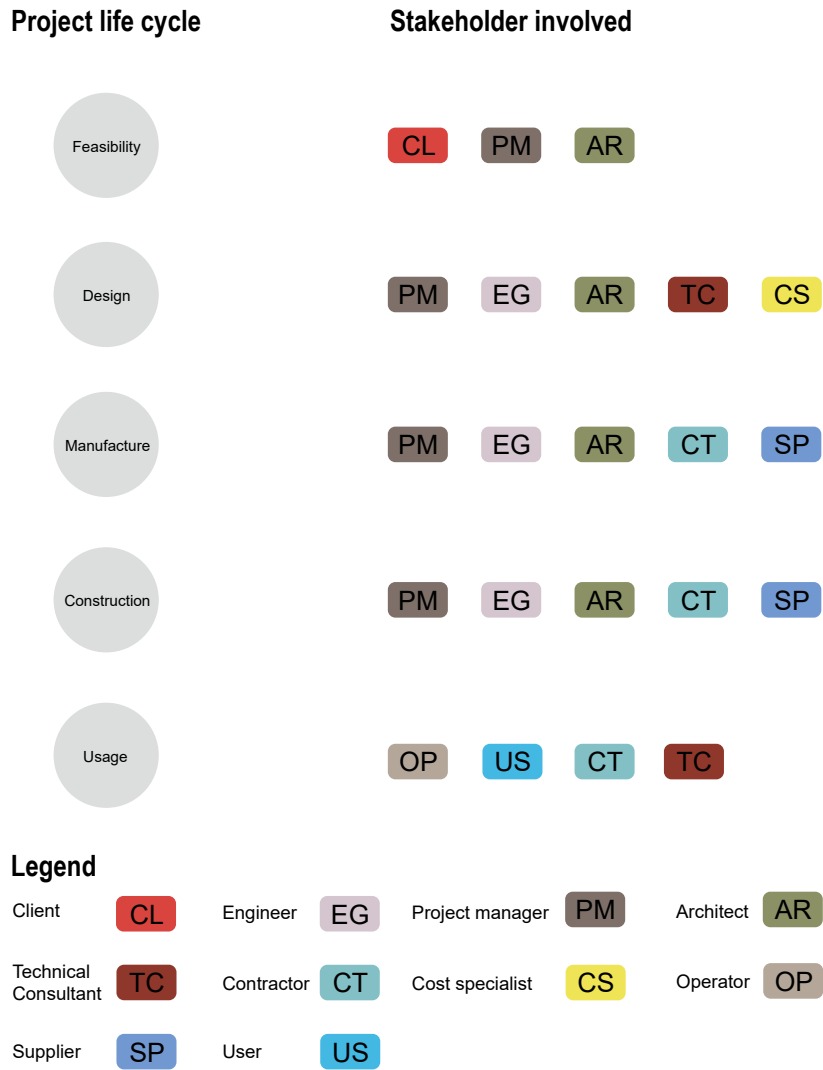 Project life cycle
Stakeholder involved
Feasibility
CL PM AR
Design
PM EG AR TC CS
Manufacture
PM EG AR CT SP
Construction
PM EG AR CT SP
Usage
OP US CT TC
Legend
Client CL Engineer EG Project manager PM Architect AR
Technical
Consultant TC Contractor CT Cost specialist CS Operator OP
Supplier SP User US